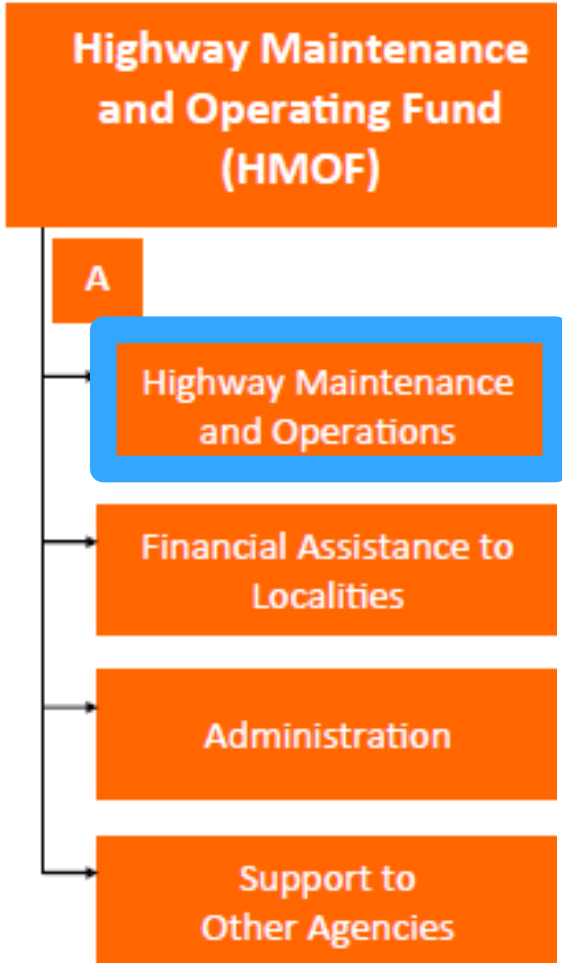 Highway Maintenance
and Operating Fund
(HMOF)
A
Highway Maintenance
and Operations
Financial Assistance to
Localities
Administration
Support to
Other Agencies